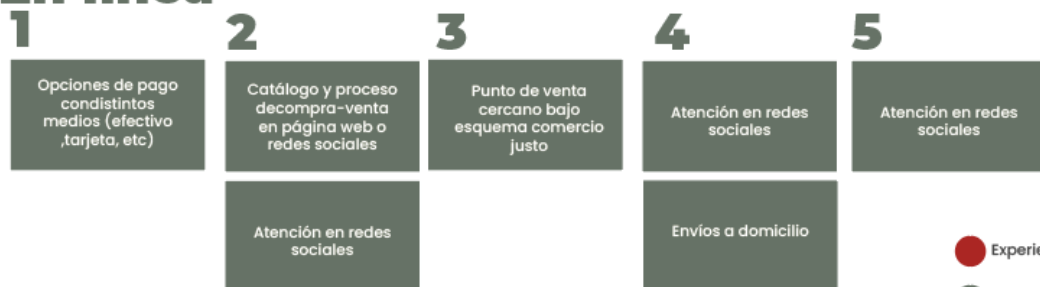 1
Opciones de pago
condistintos
medios (efectivo
,tarjeta, etc)
2
Catálogo y proceso
decompra-venta
en página web o
redes sociales
Atención en redes
sociales
3
Punto de venta
cercano bajo
esquema comercio
justo
4
Atención en redes
sociales
Envíos a domicilio
5
Atención en redes
sociales